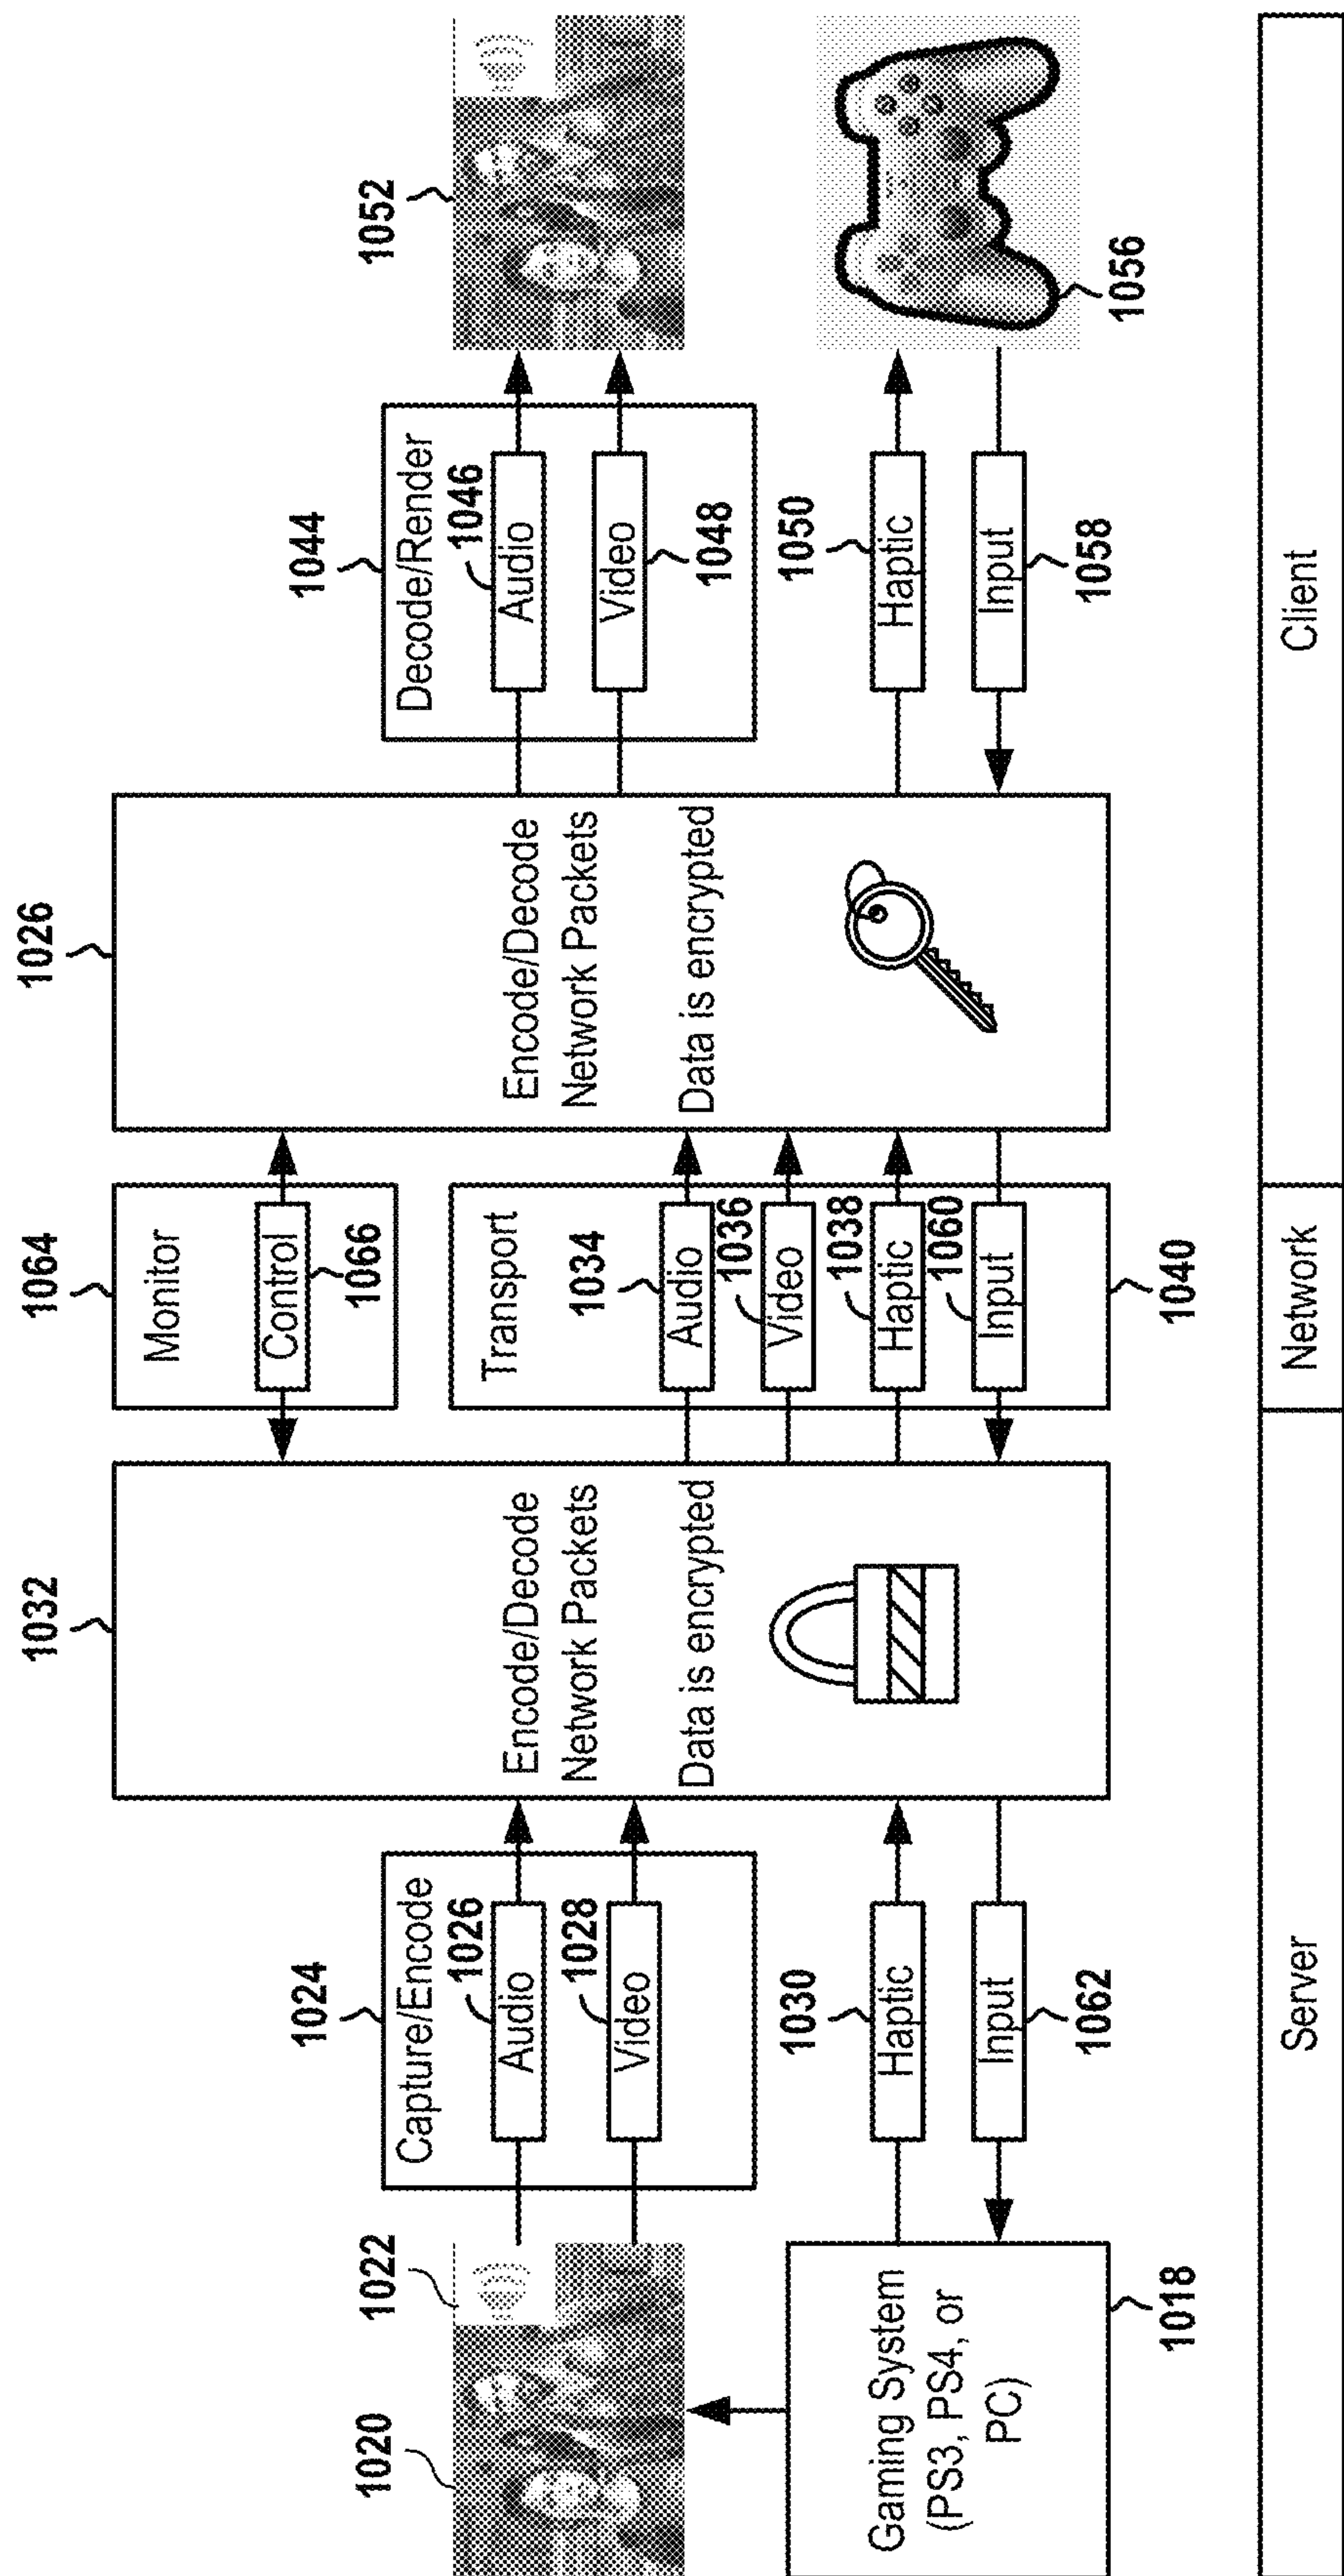 1020
1022
Gaming System
(PS3, PS4, or
PC)
1018
1024
Capture/Encode
1026
Audio
1028
Video
1030
Haptic
Input
1062
1032
Encode/Decode
Network Packets
Data is encrypted
1064
Monitor
Control
1066
Transport
1034
Audio
1036
Video
1038
Haptic
1060
Input
1040
1026
Encode/Decode
Network Packets
Data is encrypted
1044
Decode/Render
1046
Audio
Video
1048
1050
Haptic
Input
1058
1052
1056
Server
Network
Client